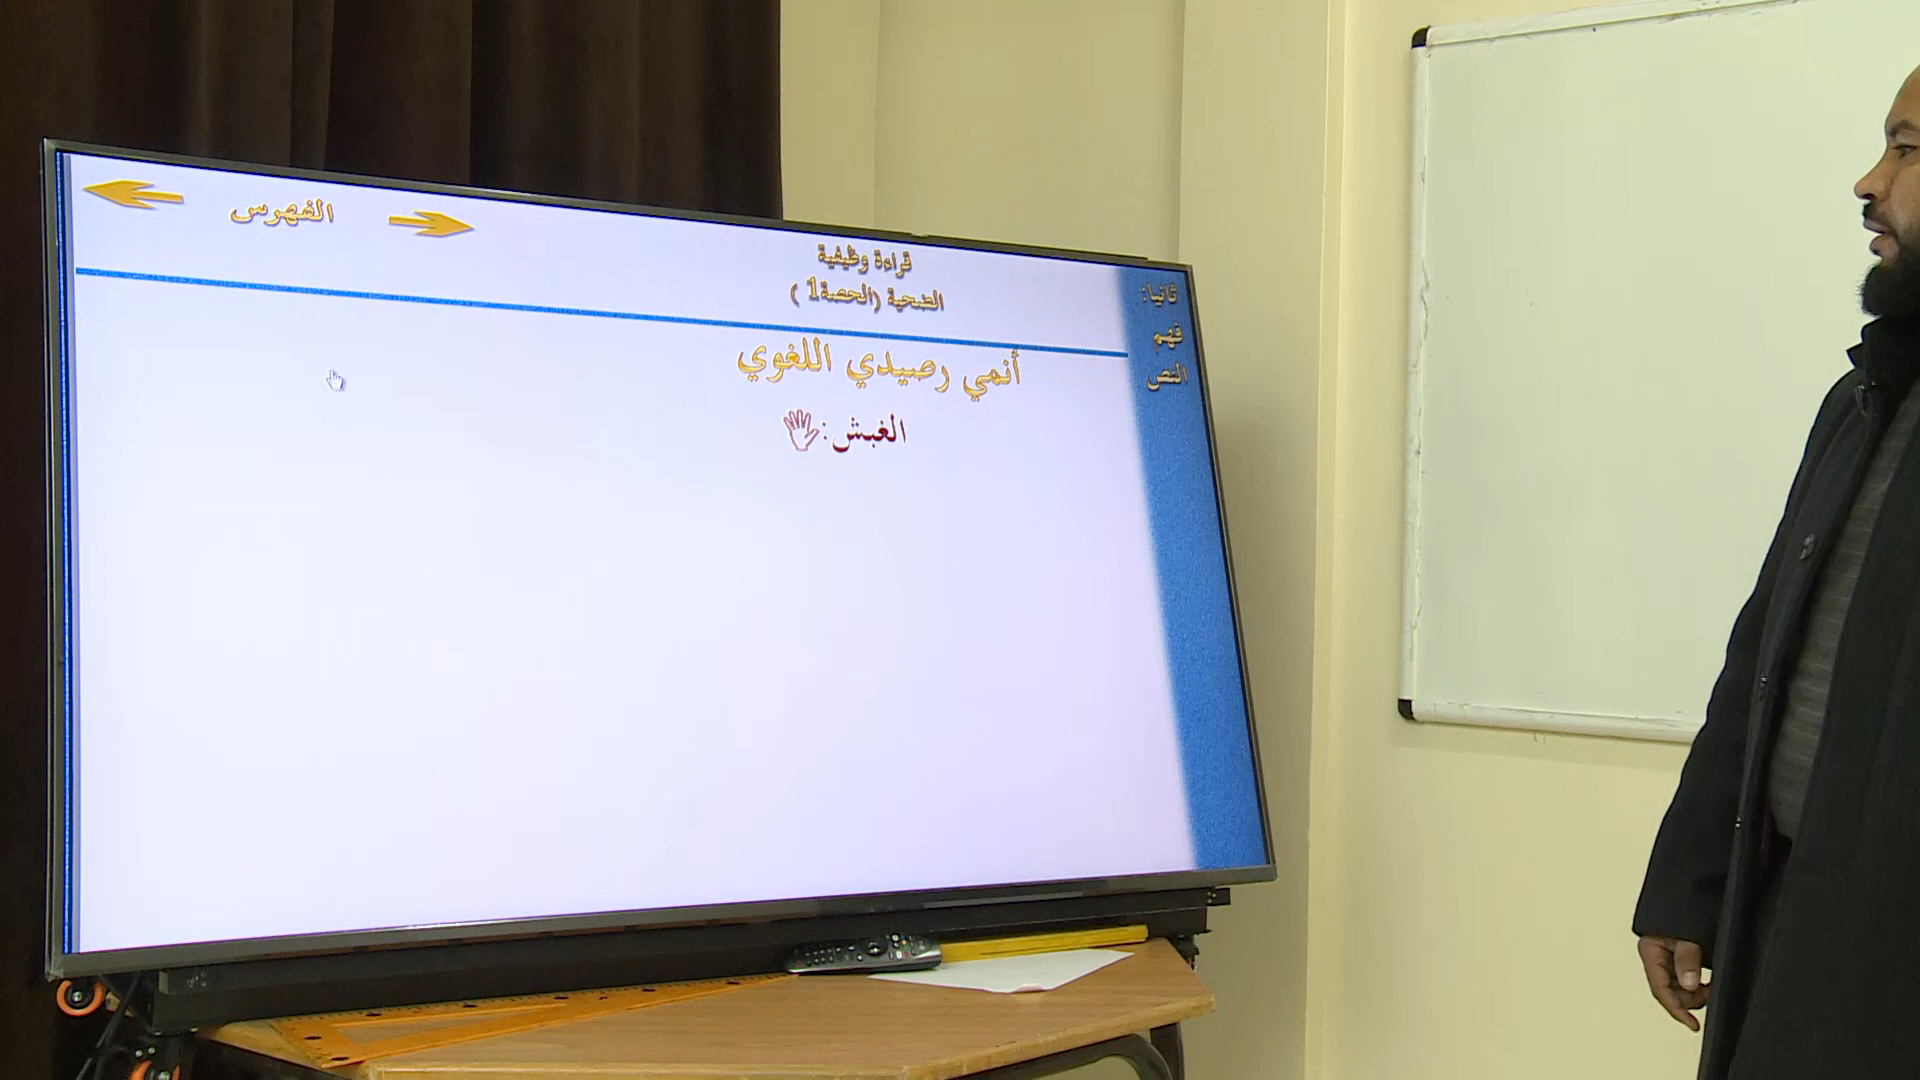 الفهرس
قراءة وظيفية
الضحية (الحصة1 )
ثانيا:
فهم
النص
أنمي رصيدي اللغوي
الغبش: